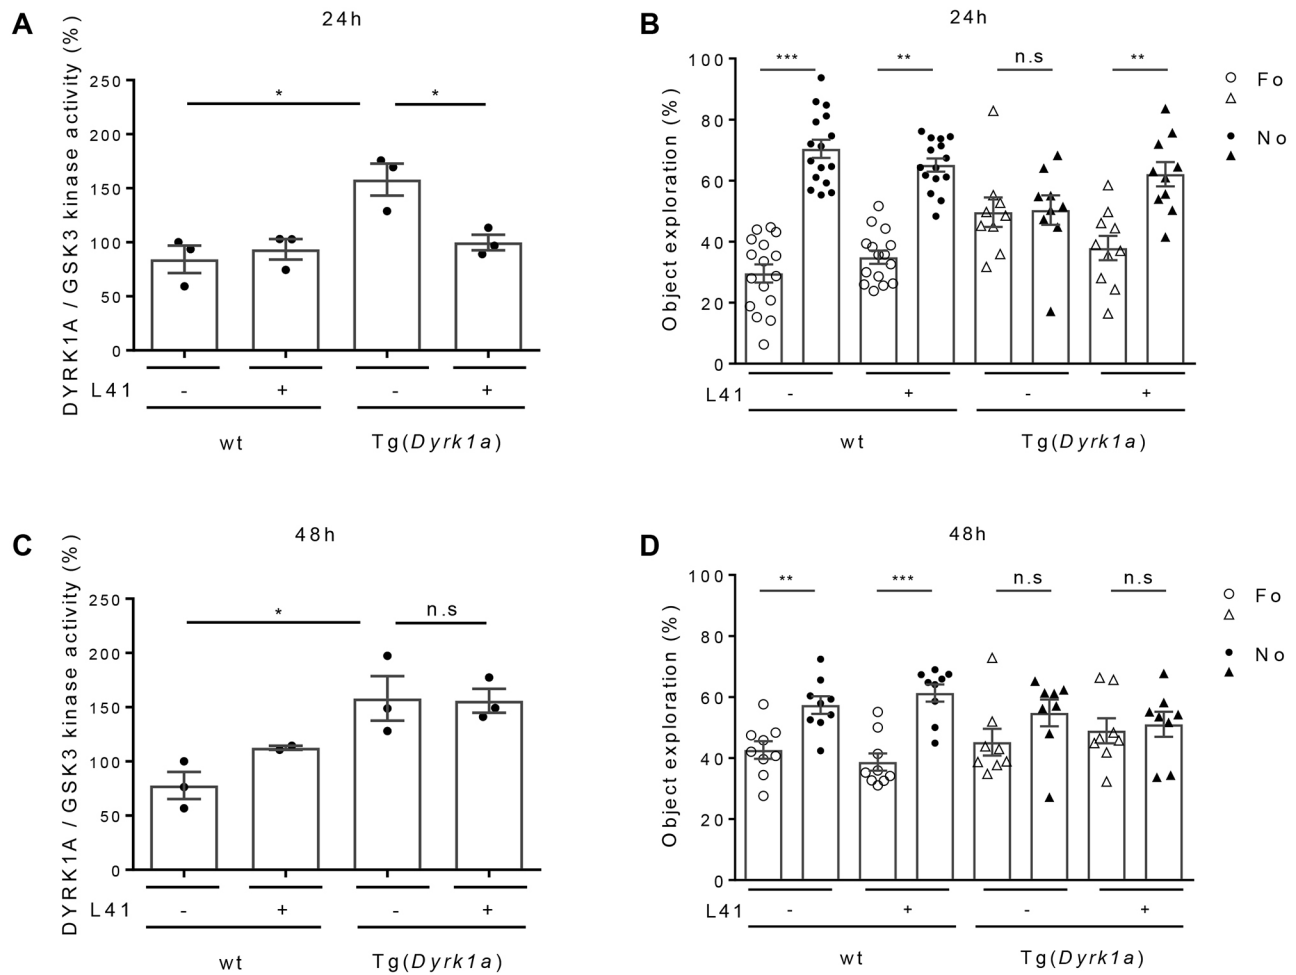 A
24h
DYRK1A / GSK3 kinase activity (%)
250
200
150
100
50
0
*
*
L41
-
+
-
+
wt
Tg(Dyrk1a)
B
24h
Object exploration (%)
100
80
60
40
20
0
***
**
n.s
**
Fo
No
L41
-
+
-
+
wt
Tg(Dyrk1a)
C
48h
DYRK1A / GSK3 kinase activity (%)
250
200
150
100
50
0
*
n.s
L41
-
+
-
+
wt
Tg(Dyrk1a)
D
48h
Object exploration (%)
100
80
60
40
20
0
**
***
n.s
n.s
Fo
No
L41
-
+
-
+
wt
Tg(Dyrk1a)